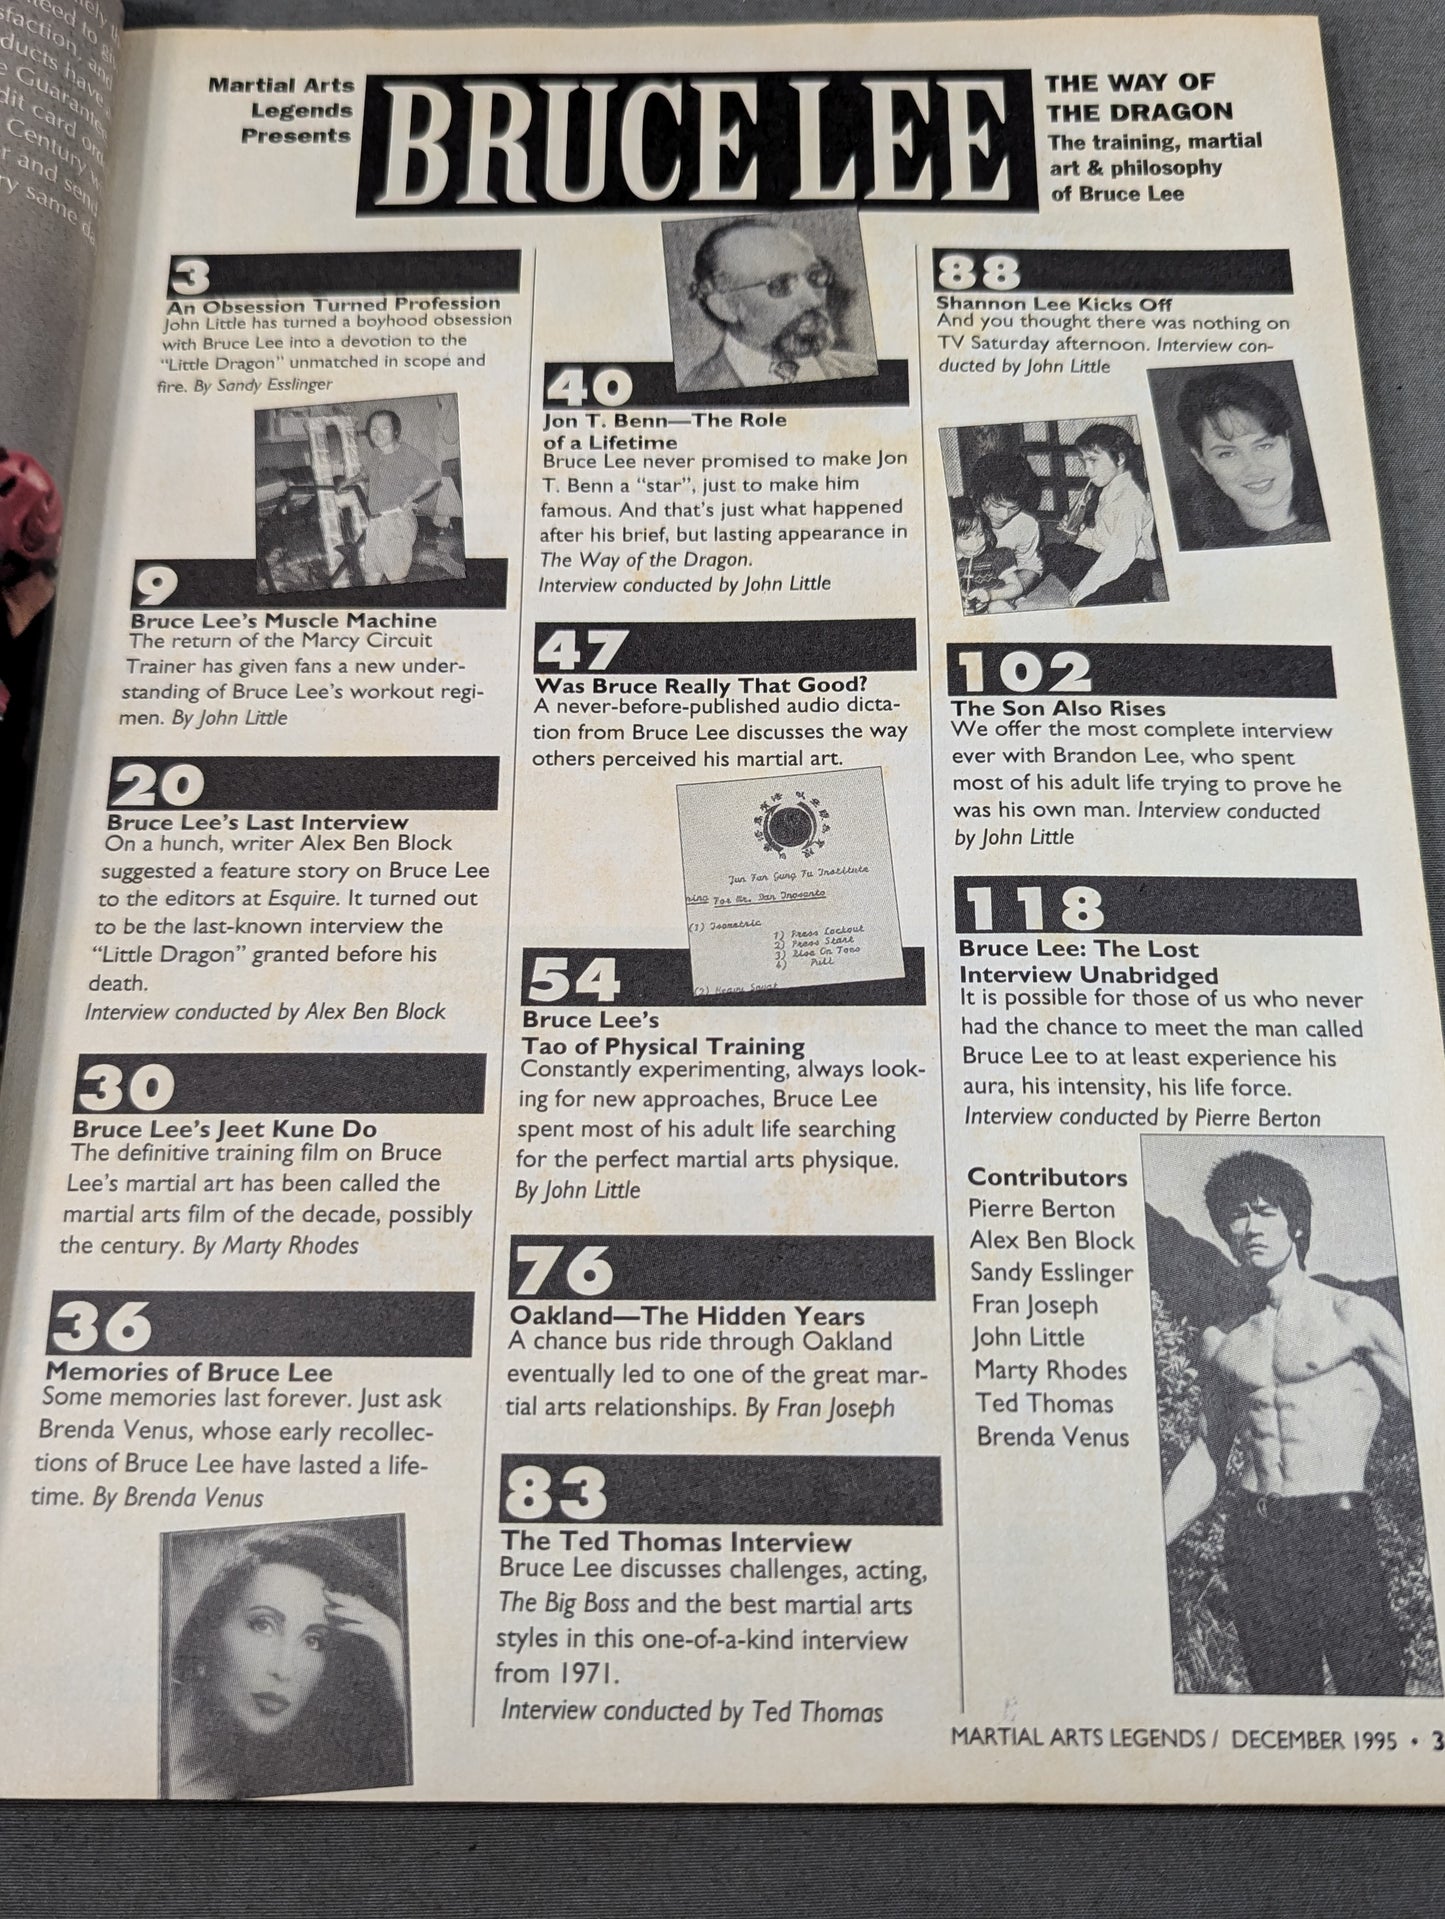 Martial Arts
Legends
Presents
BRUCE LEE
THE WAY OF
THE DRAGON
The training, martial
art & philosophy
of Bruce Lee
3
An Obsession Turned Profession
John Little has turned a boyhood obsession
with Bruce Lee into a devotion to the
"Little Dragon" unmatched in scope and
fire. By Sandy Esslinger
9
Bruce Lee's Muscle Machine
The return of the Marcy Circuit
Trainer has given fans a new under-
standing of Bruce Lee's workout regi-
men. By John Little
20
Bruce Lee's Last Interview
On a hunch, writer Alex Ben Block
suggested a feature story on Bruce Lee
to the editors at Esquire. It turned out
to be the last-known interview the
"Little Dragon" granted before his
death.
Interview conducted by Alex Ben Block
30
Bruce Lee's Jeet Kune Do
The definitive training film on Bruce
Lee's martial art has been called the
martial arts film of the decade, possibly
the century. By Marty Rhodes
36
Memories of Bruce Lee
Some memories last forever. Just ask
Brenda Venus, whose early recollec-
tions of Bruce Lee have lasted a life-
time. By Brenda Venus
40
Jon T. Benn—The Role
of a Lifetime
Bruce Lee never promised to make Jon
T. Benn a "star", just to make him
famous. And that's just what happened
after his brief, but lasting appearance in
The Way of the Dragon.
Interview conducted by John Little
47
Was Bruce Really That Good?
A never-before-published audio dicta-
tion from Bruce Lee discusses the way
others perceived his martial art.
Jun Fan Gung Fu Institute
For Mr. Dan Inosanto
(1) Isometric
1) Press Lockout
2) Press Start
3) Rise On Toes
4) Pull
(2) Heavy Squat
54
Bruce Lee's
Tao of Physical Training
Constantly experimenting, always look-
ing for new approaches, Bruce Lee
spent most of his adult life searching
for the perfect martial arts physique.
By John Little
76
Oakland—The Hidden Years
A chance bus ride through Oakland
eventually led to one of the great mar-
tial arts relationships. By Fran Joseph
83
The Ted Thomas Interview
Bruce Lee discusses challenges, acting,
The Big Boss and the best martial arts
styles in this one-of-a-kind interview
from 1971.
Interview conducted by Ted Thomas
88
Shannon Lee Kicks Off
And you thought there was nothing on
TV Saturday afternoon. Interview con-
ducted by John Little
102
The Son Also Rises
We offer the most complete interview
ever with Brandon Lee, who spent
most of his adult life trying to prove he
was his own man. Interview conducted
by John Little
118
Bruce Lee: The Lost
Interview Unabridged
It is possible for those of us who never
had the chance to meet the man called
Bruce Lee to at least experience his
aura, his intensity, his life force.
Interview conducted by Pierre Berton
Contributors
Pierre Berton
Alex Ben Block
Sandy Esslinger
Fran Joseph
John Little
Marty Rhodes
Ted Thomas
Brenda Venus
MARTIAL ARTS LEGENDS / DECEMBER 1995 • 3